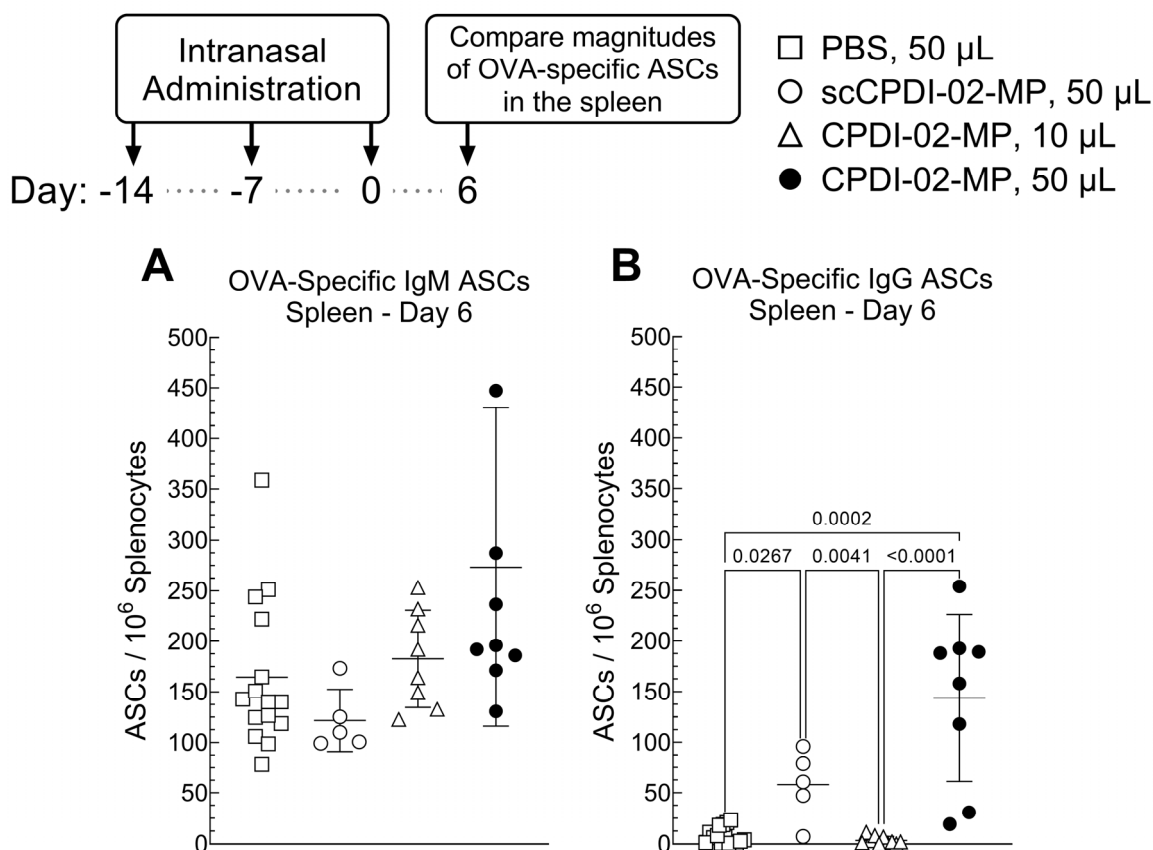 Intranasal
Administration
Compare magnitudes
of OVA-specific ASCs
in the spleen
Day: -14 -7 0 6
PBS, 50 µL
scCPDI-02-MP, 50 µL
CPDI-02-MP, 10 µL
CPDI-02-MP, 50 µL
A
OVA-Specific IgM ASCs
Spleen - Day 6
ASCs / 10⁶ Splenocytes
500
450
400
350
300
250
200
150
100
50
0
B
OVA-Specific IgG ASCs
Spleen - Day 6
ASCs / 10⁶ Splenocytes
500
450
400
350
300
250
200
150
100
50
0
0.0002
0.0267 0.0041 <0.0001